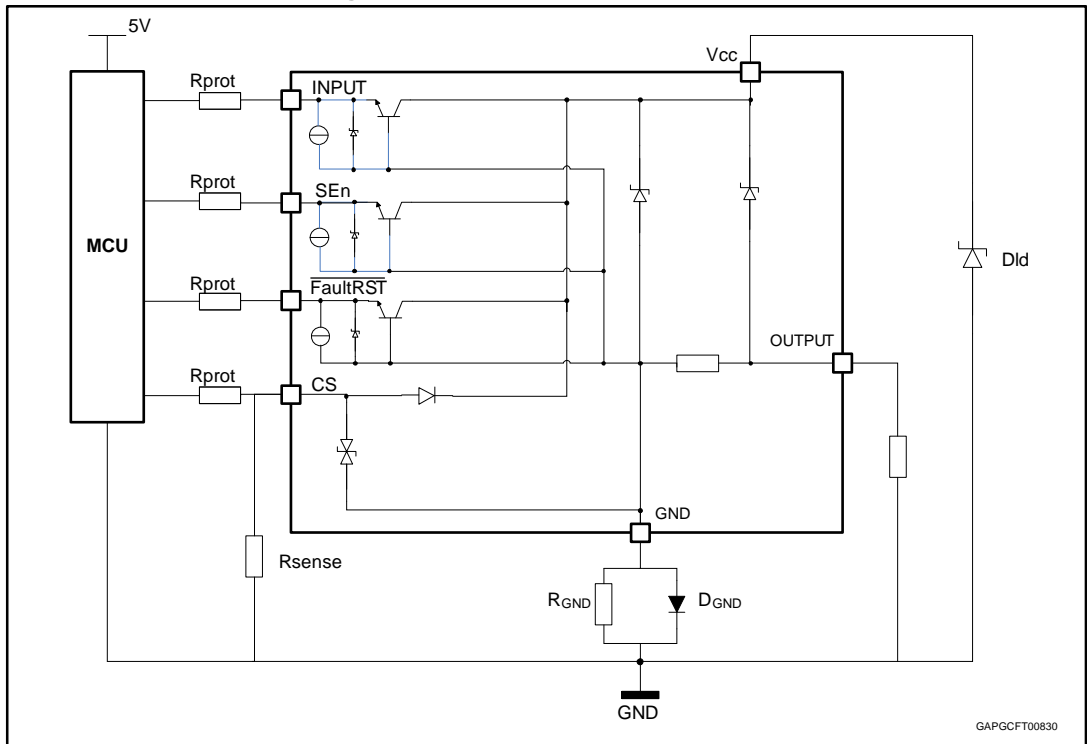 5V
Vcc
Rprot
INPUT
Rprot
SEn
MCU
Dld
Rprot
FaultRST
OUTPUT
Rprot
CS
GND
Rsense
RGND
DGND
GND
GAPGCFT00830